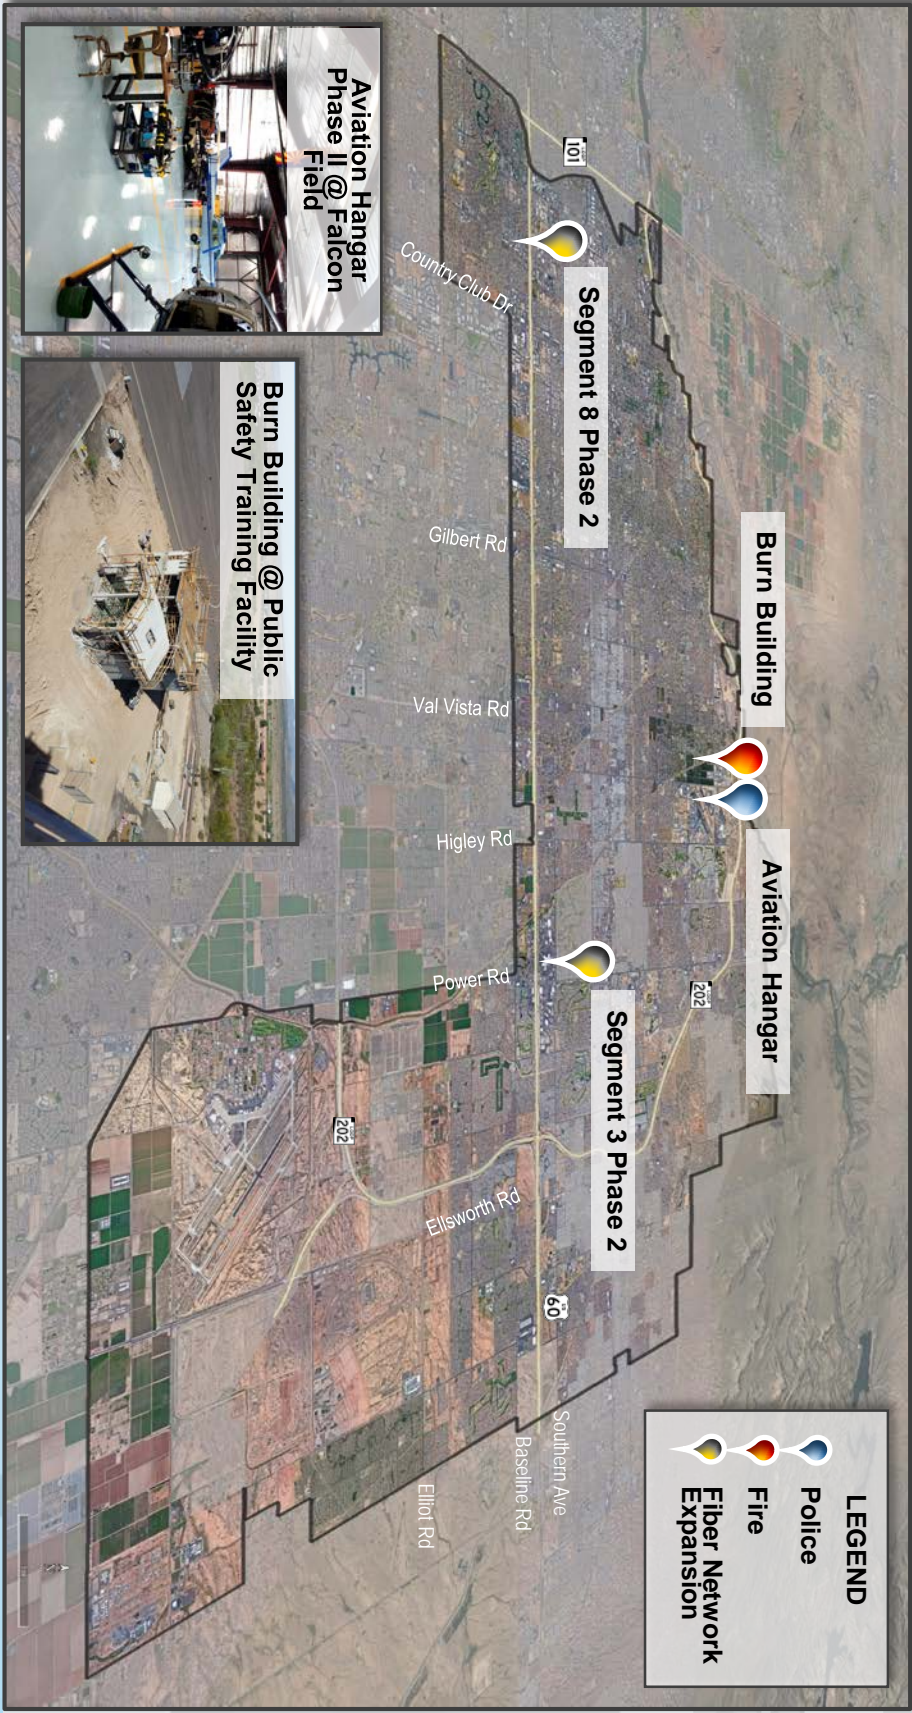 LEGEND
Police
Fire
Fiber Network
Expansion
Burn Building
Aviation Hangar
Segment 8 Phase 2
Segment 3 Phase 2
101
202
202
US
60
Country Club Dr
Gilbert Rd
Val Vista Rd
Higley Rd
Power Rd
Ellsworth Rd
Southern Ave
Baseline Rd
Elliot Rd
Aviation Hangar
Phase II @ Falcon
Field
Burn Building @ Public
Safety Training Facility